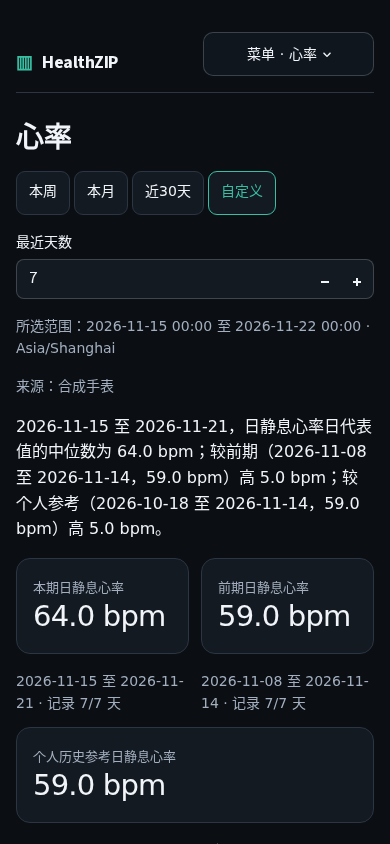 HealthZIP
菜单 · 心率
心率
本周
本月
近30天
自定义
最近天数
7
所选范围：2026-11-15 00:00 至 2026-11-22 00:00 ·
Asia/Shanghai
来源：合成手表
2026-11-15 至 2026-11-21，日静息心率日代表
值的中位数为 64.0 bpm；较前期（2026-11-08
至 2026-11-14，59.0 bpm）高 5.0 bpm；较
个人参考（2026-10-18 至 2026-11-14，59.0
bpm）高 5.0 bpm。
本期日静息心率
64.0 bpm
前期日静息心率
59.0 bpm
2026-11-15 至 2026-11-
21 · 记录 7/7 天
2026-11-08 至 2026-11-
14 · 记录 7/7 天
个人历史参考日静息心率
59.0 bpm